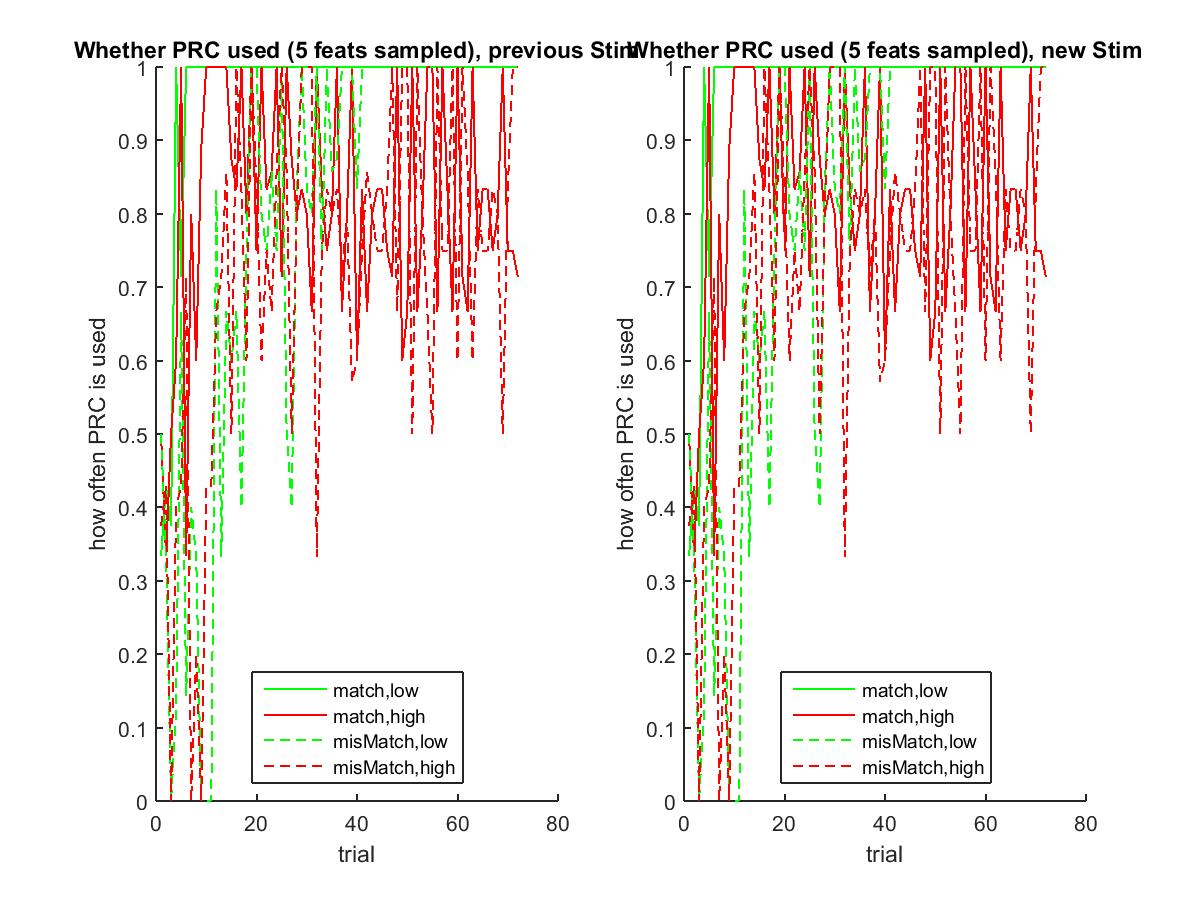 Whether PRC used (5 feats sampled), previous Stim
1
0.9
0.8
0.7
0.6
0.5
0.4
0.3
0.2
0.1
0
how often PRC is used
match,low
match,high
misMatch,low
misMatch,high
0 20 40 60 80
trial
Whether PRC used (5 feats sampled), new Stim
1
0.9
0.8
0.7
0.6
0.5
0.4
0.3
0.2
0.1
0
how often PRC is used
match,low
match,high
misMatch,low
misMatch,high
0 20 40 60 80
trial